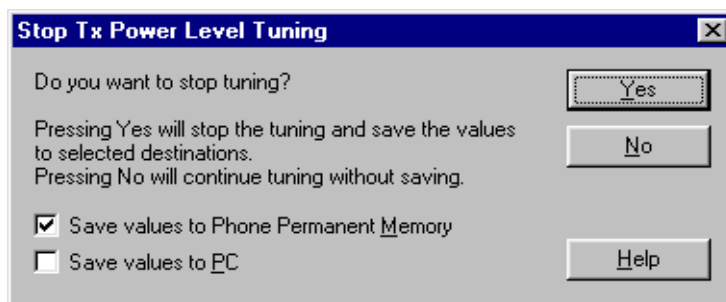 Stop Tx Power Level Tuning
Do you want to stop tuning?
Yes
Pressing Yes will stop the tuning and save the values
to selected destinations.
Pressing No will continue tuning without saving.
No
Save values to Phone Permanent Memory
Save values to PC
Help